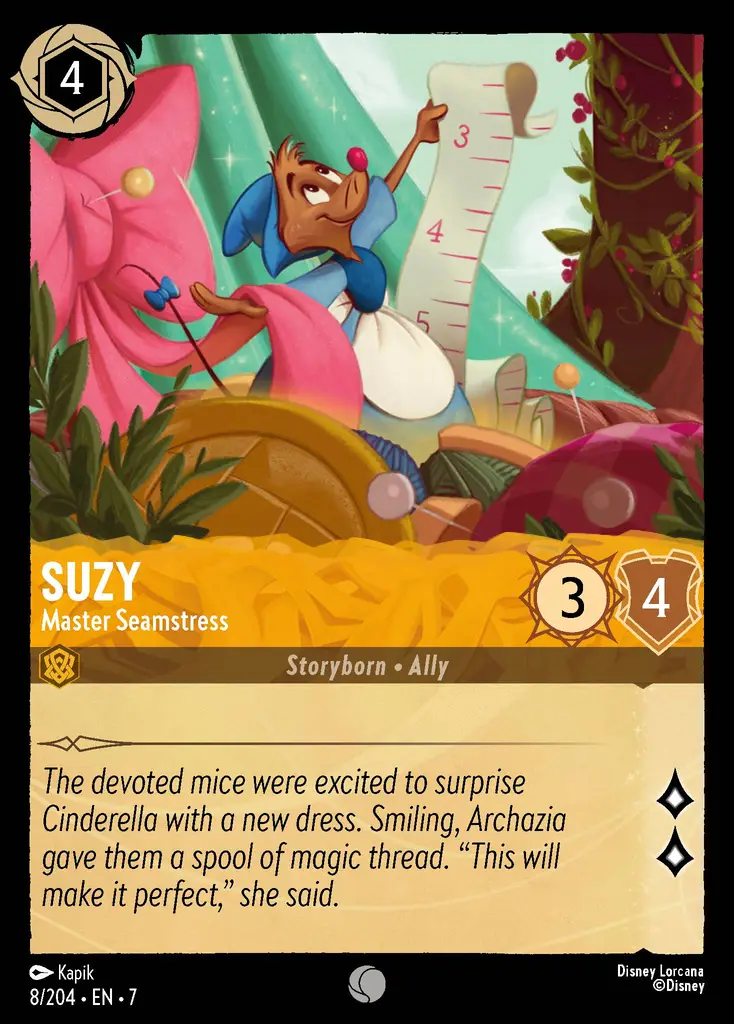 4
3
4
5
SUZY
Master Seamstress
3
4
Storyborn • Ally
The devoted mice were excited to surprise
Cinderella with a new dress. Smiling, Archazia
gave them a spool of magic thread. “This will
make it perfect,” she said.
Kapik
Disney Lorcana
8/204 • EN • 7
©Disney